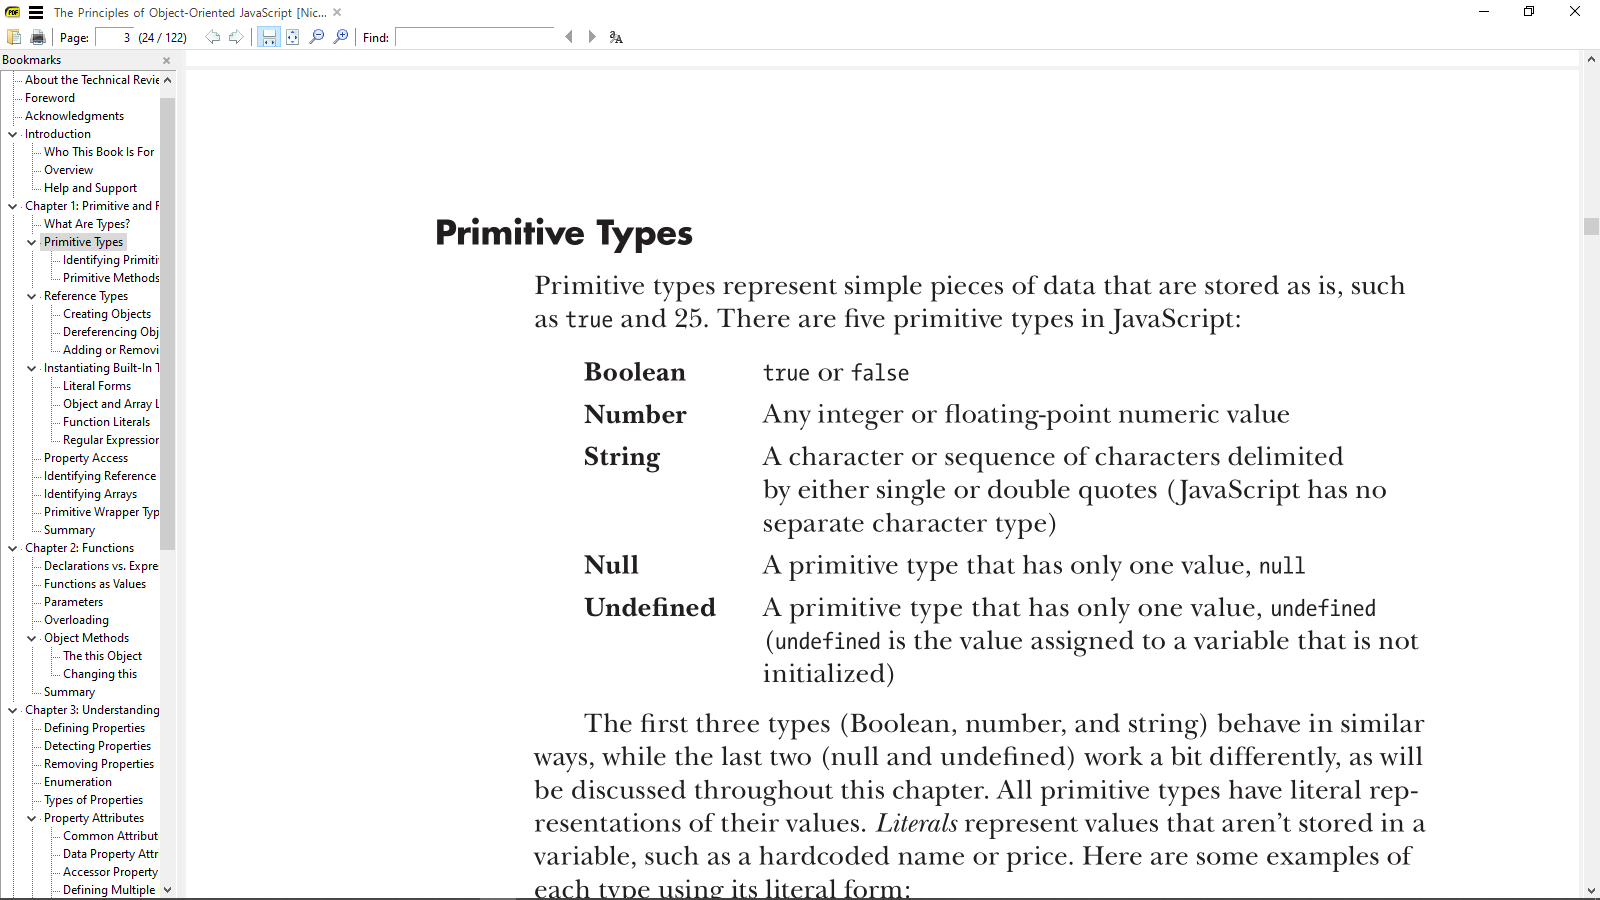 The Principles of Object-Oriented JavaScript [Nic...
Page: 3 (24 / 122) Find:
Bookmarks
About the Technical Revie
Foreword
Acknowledgments
Introduction
Who This Book Is For
Overview
Help and Support
Chapter 1: Primitive and R
What Are Types?
Primitive Types
Identifying Primiti
Primitive Methods
Reference Types
Creating Objects
Dereferencing Obj
Adding or Removi
Instantiating Built-In T
Literal Forms
Object and Array L
Function Literals
Regular Expression
Property Access
Identifying Reference
Identifying Arrays
Primitive Wrapper Typ
Summary
Chapter 2: Functions
Declarations vs. Expre
Functions as Values
Parameters
Overloading
Object Methods
The this Object
Changing this
Summary
Chapter 3: Understanding
Defining Properties
Detecting Properties
Removing Properties
Enumeration
Types of Properties
Property Attributes
Common Attribut
Data Property Attr
Accessor Property
Defining Multiple
Primitive Types
Primitive types represent simple pieces of data that are stored as is, such
as true and 25. There are five primitive types in JavaScript:
Boolean true or false
Number Any integer or floating-point numeric value
String A character or sequence of characters delimited
by either single or double quotes (JavaScript has no
separate character type)
Null A primitive type that has only one value, null
Undefined A primitive type that has only one value, undefined
(undefined is the value assigned to a variable that is not
initialized)
The first three types (Boolean, number, and string) behave in similar
ways, while the last two (null and undefined) work a bit differently, as will
be discussed throughout this chapter. All primitive types have literal rep-
resentations of their values. Literals represent values that aren't stored in a
variable, such as a hardcoded name or price. Here are some examples of
each type using its literal form: